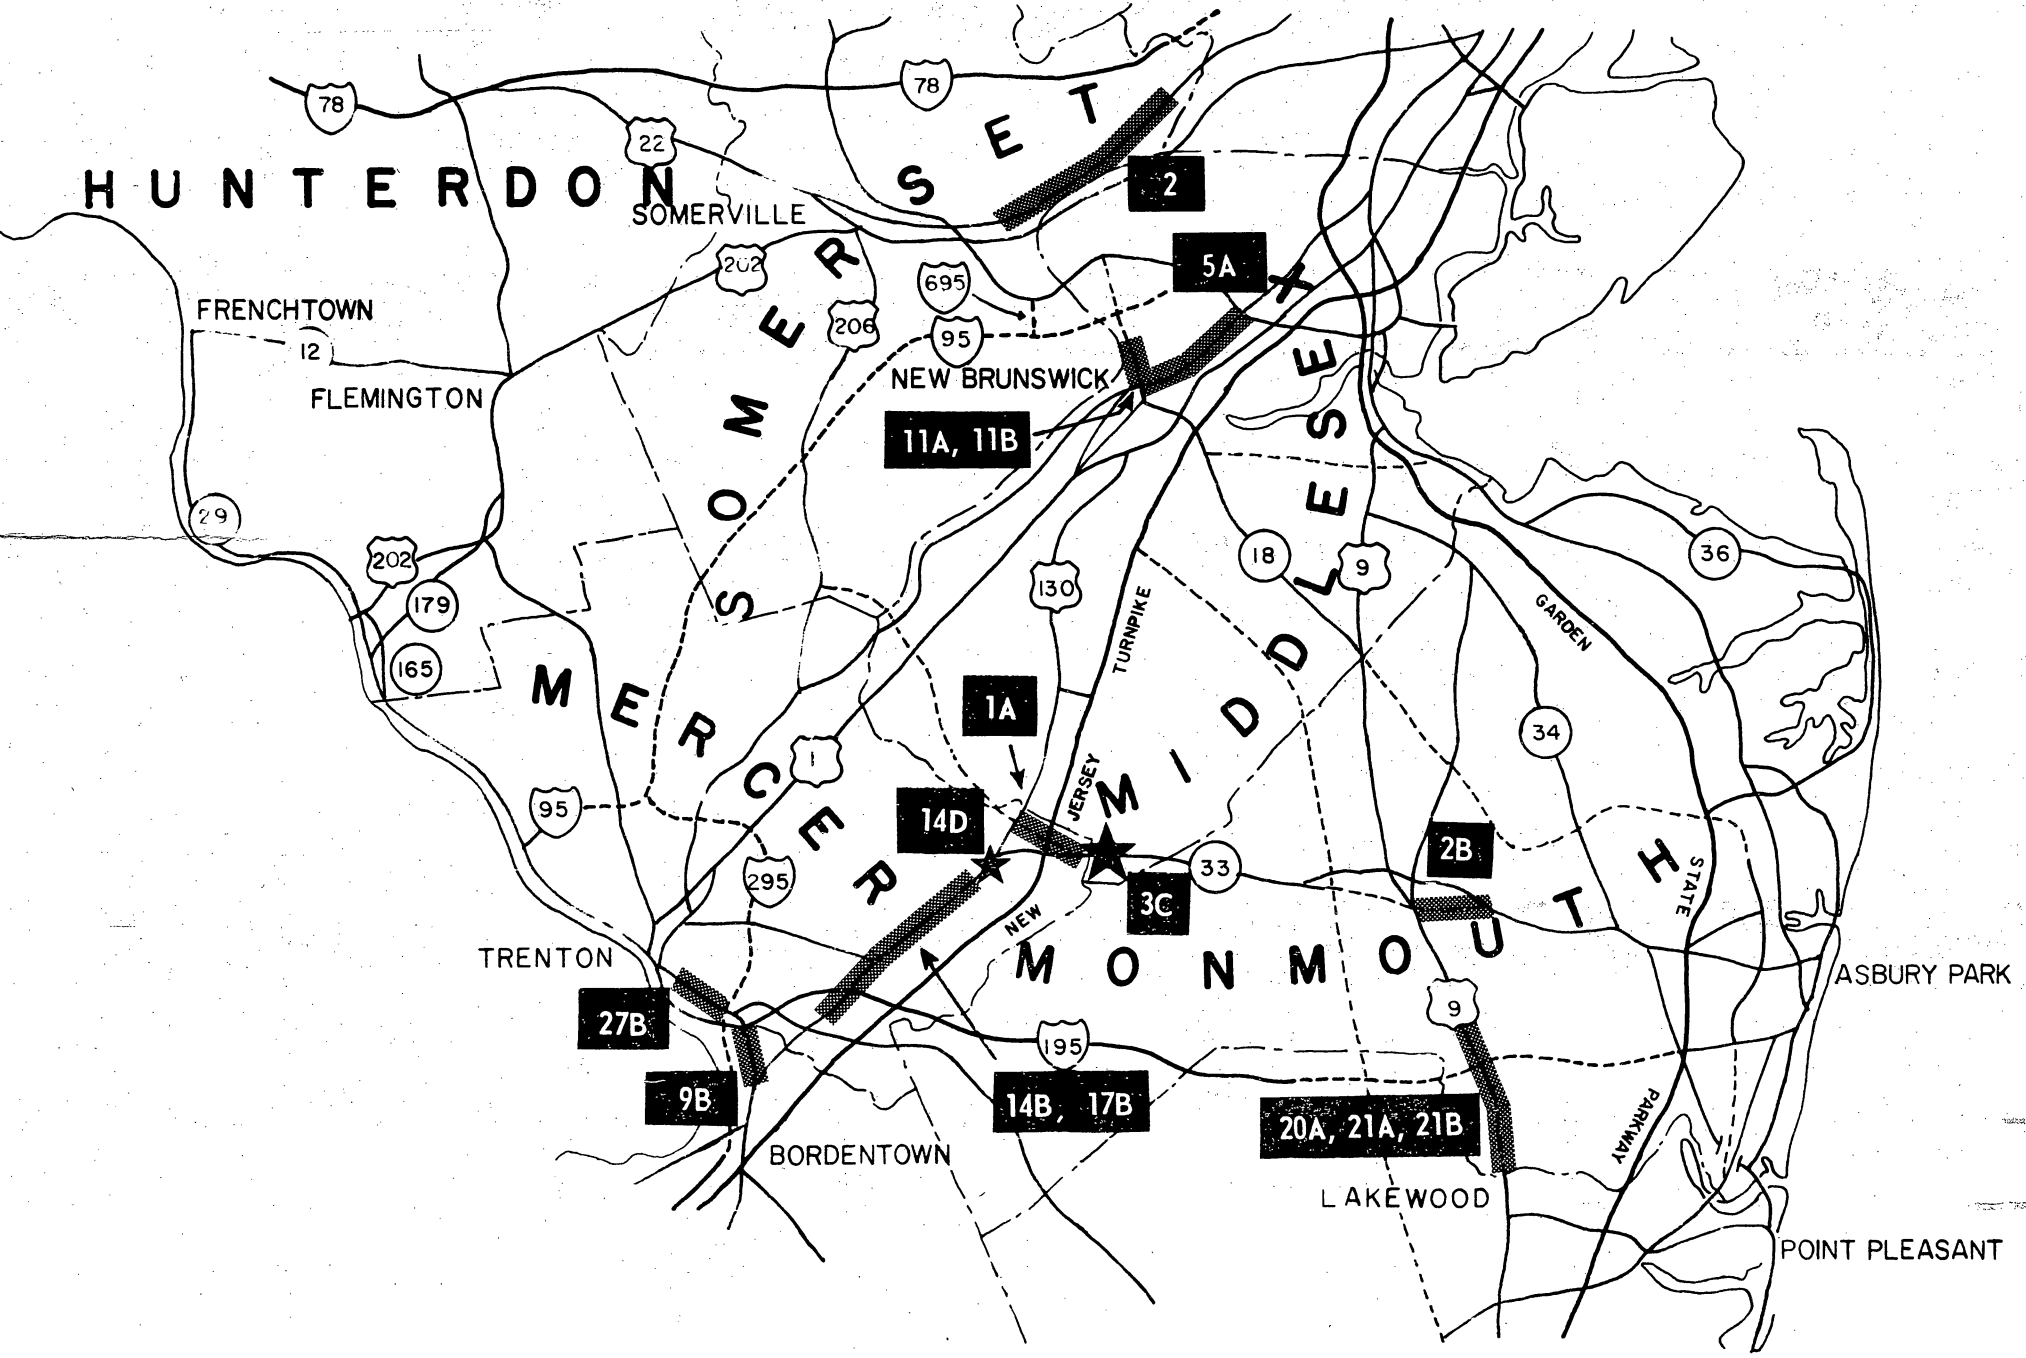 78
78
22
HUNTERDON
SOMERSET
2
SOMERVILLE
202
5A
695
206
95
FRENCHTOWN
12
FLEMINGTON
NEW BRUNSWICK
11A, 11B
29
202
179
165
130
18
9
36
TURNPIKE
GARDEN
MIDDLESEX
MERCER
1A
1
34
JERSEY
95
14D
295
33
2B
3C
STATE
NEW
MONMOUTH
TRENTON
ASBURY PARK
27B
9
195
9B
14B, 17B
20A, 21A, 21B
PARKWAY
BORDENTOWN
LAKEWOOD
POINT PLEASANT